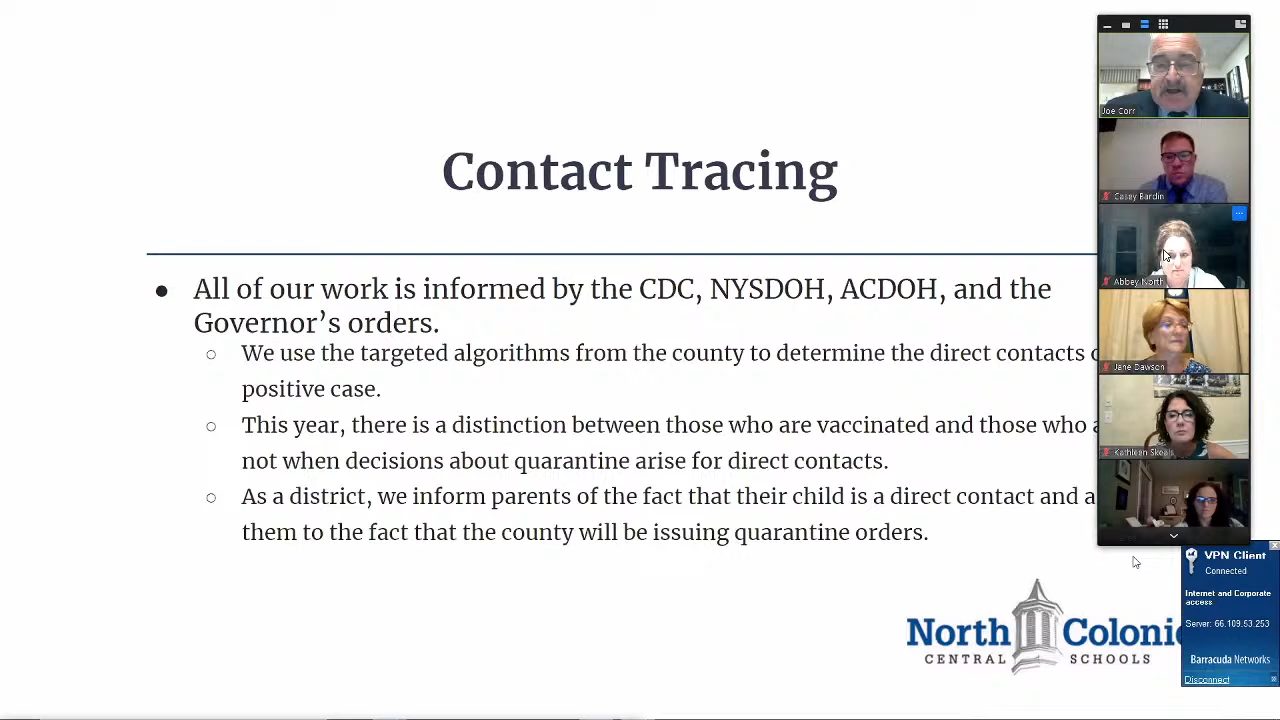 Contact Tracing
● All of our work is informed by the CDC, NYSDOH, ACDOH, and the
Governor’s orders.
○ We use the targeted algorithms from the county to determine the direct contacts
positive case.
○ This year, there is a distinction between those who are vaccinated and those who
not when decisions about quarantine arise for direct contacts.
○ As a district, we inform parents of the fact that their child is a direct contact and
them to the fact that the county will be issuing quarantine orders.
North Colonie
CENTRAL SCHOOLS
Joe Corr
Casey Bardin
Abbey North
Jane Dawson
Kathleen
VPN Client
Connected
Internet and Corporate
access
Server: 66.109.53.253
Barracuda Networks
Disconnect